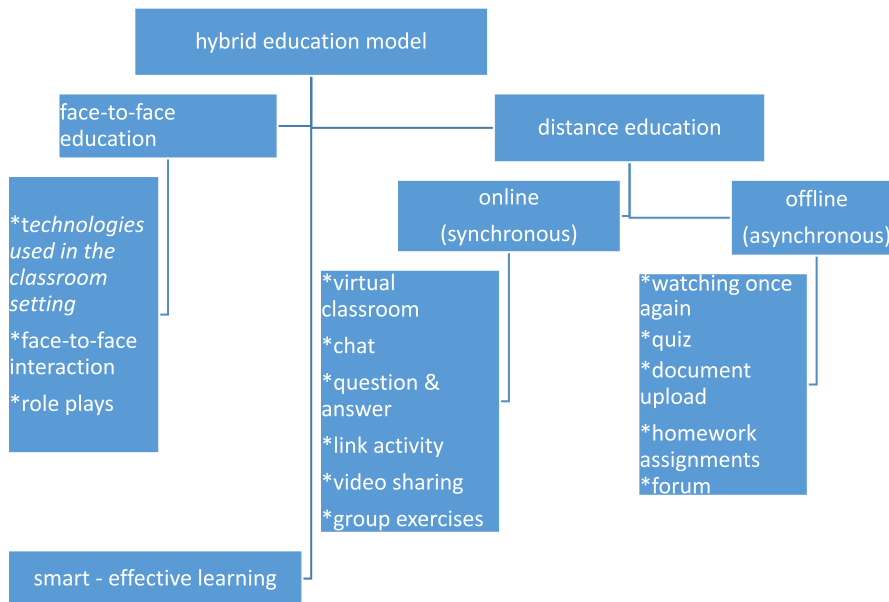 hybrid education model
face-to-face
education
distance education
*technologies
used in the
classroom
setting
*face-to-face
interaction
*role plays
online
(synchronous)
*virtual
classroom
*chat
*question &
answer
*link activity
*video sharing
*group exercises
offline
(asynchronous)
*watching once
again
*quiz
*document
upload
*homework
assignments
*forum
smart - effective learning